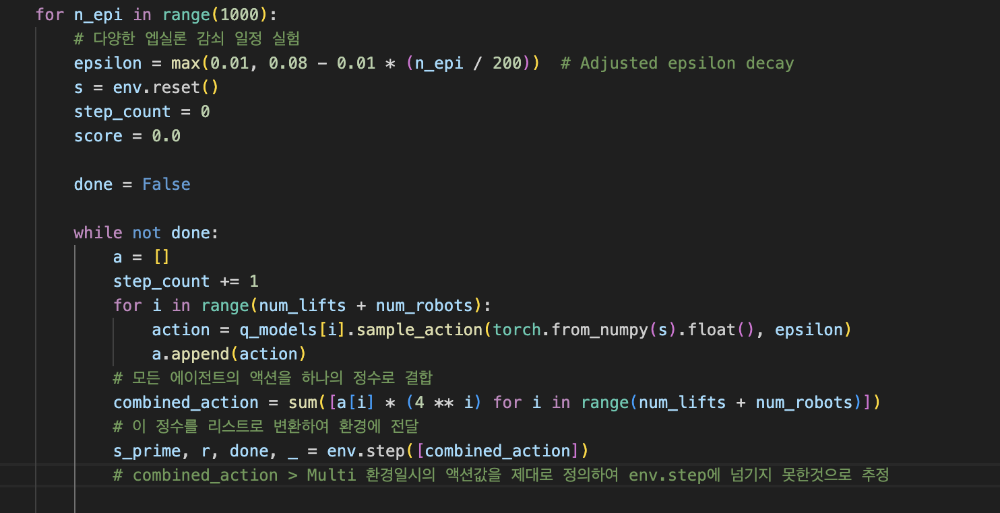 for n_epi in range(1000):
# 다양한 엡실론 감쇠 일정 실험
epsilon = max(0.01, 0.08 - 0.01 * (n_epi / 200))  # Adjusted epsilon decay
s = env.reset()
step_count = 0
score = 0.0
done = False
while not done:
a = []
step_count += 1
for i in range(num_lifts + num_robots):
action = q_models[i].sample_action(torch.from_numpy(s).float(), epsilon)
a.append(action)
# 모든 에이전트의 액션을 하나의 정수로 결합
combined_action = sum([a[i] * (4 ** i) for i in range(num_lifts + num_robots)])
# 이 정수를 리스트로 변환하여 환경에 전달
s_prime, r, done, _ = env.step([combined_action])
# combined_action > Multi 환경일시의 액션값을 제대로 정의하여 env.step에 넘기지 못한것으로 추정